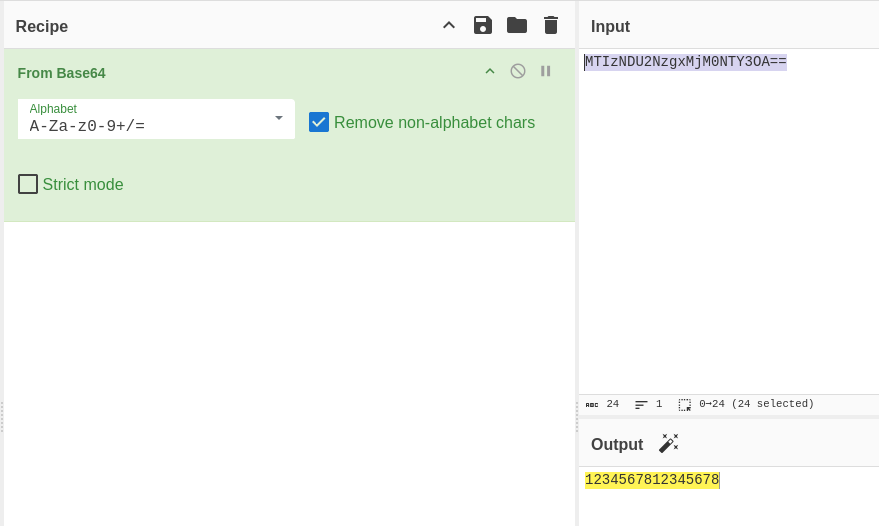 Recipe
From Base64
Alphabet
A-Za-z0-9+/=
Remove non-alphabet chars
Strict mode
Input
MTIzNDU2NzgxMjM0NTY3OA==
ABC 24 1 0→24 (24 selected)
Output
1234567812345678